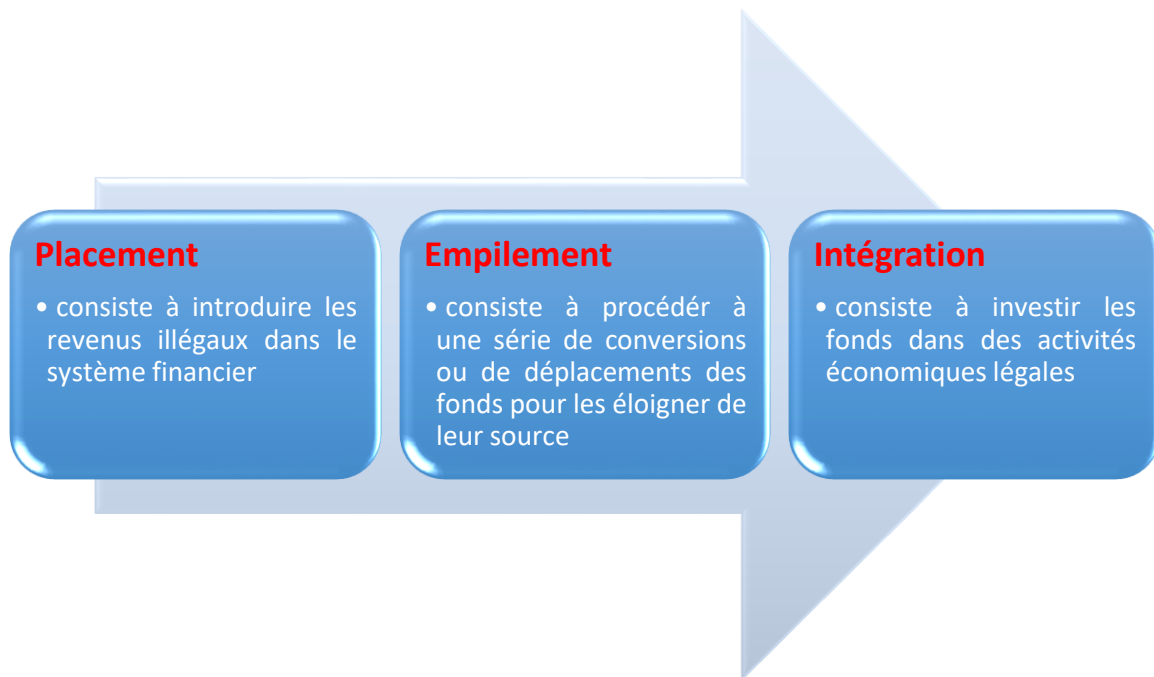 Placement
• consiste à introduire les
revenus illégaux dans le
système financier
Empilement
• consiste à procédér à
une série de conversions
ou de déplacements des
fonds pour les éloigner de
leur source
Intégration
• consiste à investir les
fonds dans des activités
économiques légales